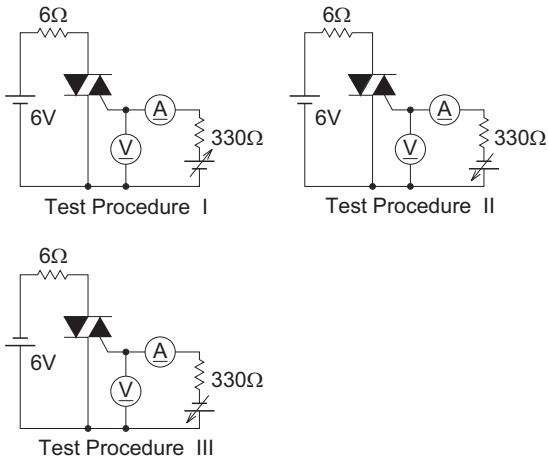 6Ω
6V
A
V
330Ω
Test Procedure I
6Ω
6V
A
V
330Ω
Test Procedure II
6Ω
6V
A
V
330Ω
Test Procedure III